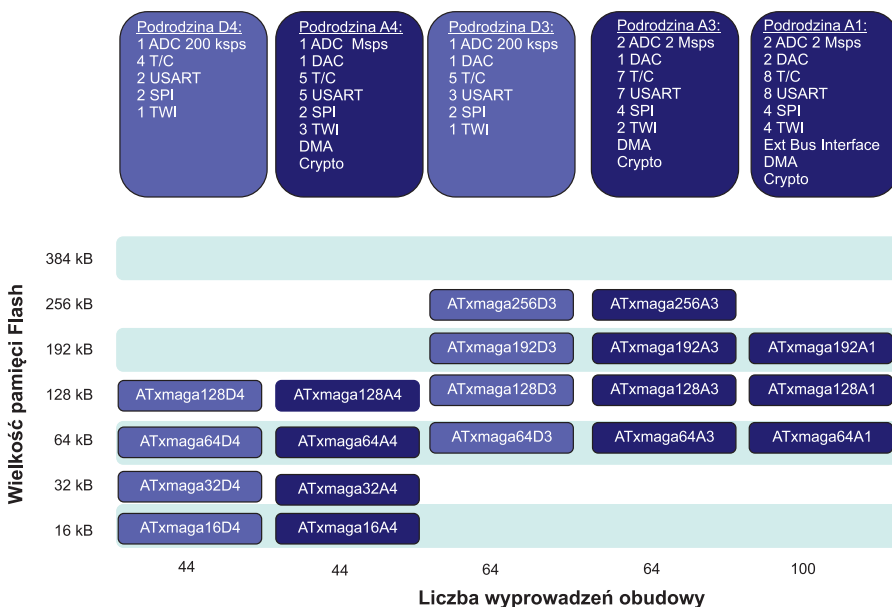 Podrodzina D4:
1 ADC 200 ksps
4 T/C
2 USART
2 SPI
1 TWI
Podrodzina A4:
1 ADC Msps
1 DAC
5 T/C
5 USART
2 SPI
3 TWI
DMA
Crypto
Podrodzina D3:
1 ADC 200 ksps
1 DAC
5 T/C
3 USART
2 SPI
1 TWI
Podrodzina A3:
2 ADC 2 Msps
1 DAC
7 T/C
7 USART
4 SPI
2 TWI
DMA
Crypto
Podrodzina A1:
2 ADC 2 Msps
2 DAC
8 T/C
8 USART
4 SPI
4 TWI
Ext Bus Interface
DMA
Crypto
Wielkość pamięci Flash
384 kB
256 kB
ATxmaga256D3
ATxmaga256A3
192 kB
ATxmaga192D3
ATxmaga192A3
ATxmaga192A1
128 kB
ATxmaga128D4
ATxmaga128A4
ATxmaga128D3
ATxmaga128A3
ATxmaga128A1
64 kB
ATxmaga64D4
ATxmaga64A4
ATxmaga64D3
ATxmaga64A3
ATxmaga64A1
32 kB
ATxmaga32D4
ATxmaga32A4
16 kB
ATxmaga16D4
ATxmaga16A4
44
44
64
64
100
Liczba wyprowadzeń obudowy